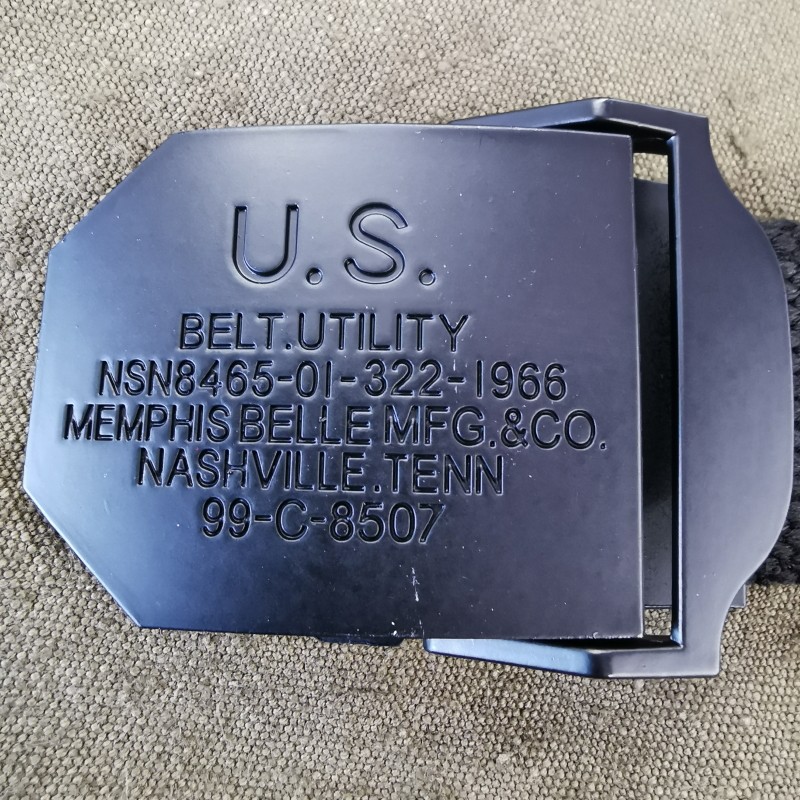 U.S.
BELT.UTILITY
NSN8465-01-322-1966
MEMPHIS BELLE MFG.&CO.
NASHVILLE.TENN
99-C-8507